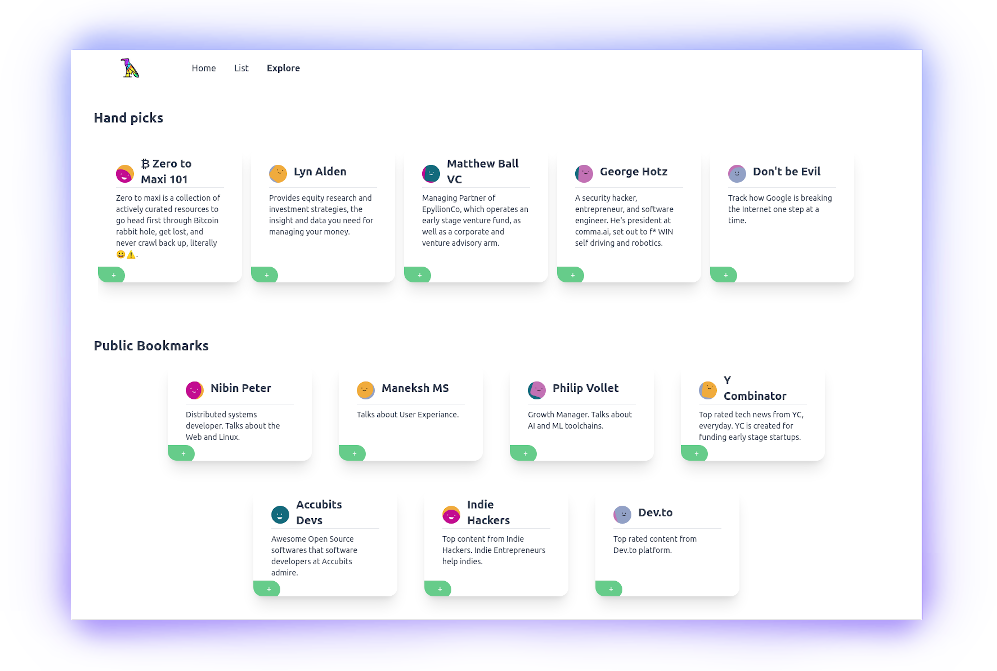 Home List Explore
Hand picks
₿ Zero to
Maxi 101
Zero to maxi is a collection of
actively curated resources to
go head first through Bitcoin
rabbit hole, get lost, and
never crawl back up, literally
😀⚠️.
+
Lyn Alden
Provides equity research and
investment strategies, the
insight and data you need for
managing your money.
+
Matthew Ball
VC
Managing Partner of
EpyllionCo, which operates an
early stage venture fund, as
well as a corporate and
venture advisory arm.
+
George Hotz
A security hacker,
entrepreneur, and software
engineer. He's president at
comma.ai, set out to f* WIN
self driving and robotics.
+
Don't be Evil
Track how Google is breaking
the Internet one step at a
time.
+
Public Bookmarks
Nibin Peter
Distributed systems
developer. Talks about the
Web and Linux.
+
Maneksh MS
Talks about User Experiance.
+
Philip Vollet
Growth Manager. Talks about
AI and ML toolchains.
+
Y
Combinator
Top rated tech news from YC,
everyday. YC is created for
funding early stage startups.
+
Accubits
Devs
Awesome Open Source
softwares that software
developers at Accubits
admire.
+
Indie
Hackers
Top content from Indie
Hackers. Indie Entrepreneurs
help indies.
+
Dev.to
Top rated content from
Dev.to platform.
+